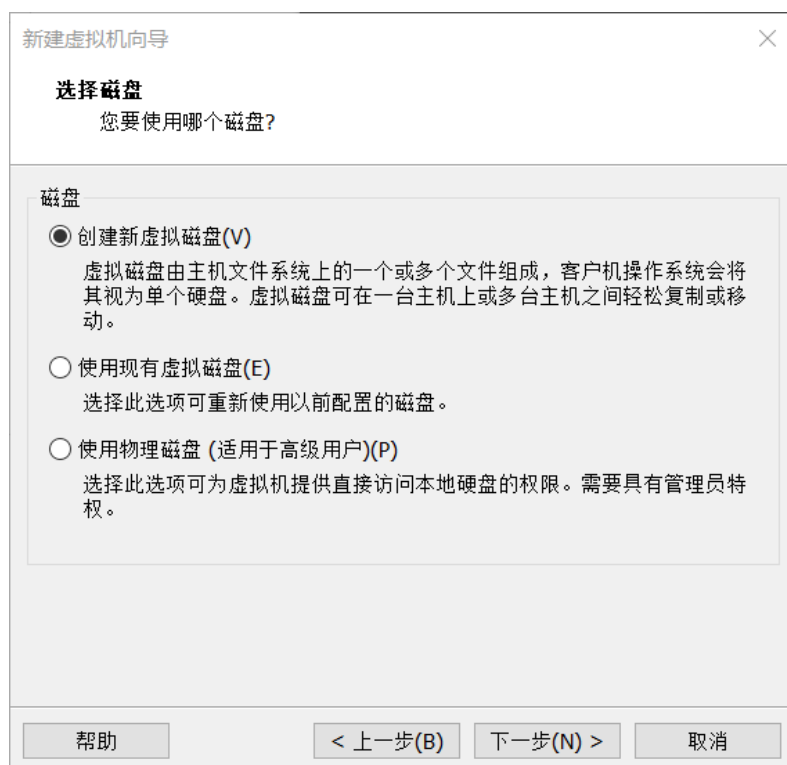 新建虚拟机向导
选择磁盘
您要使用哪个磁盘?
磁盘
创建新虚拟磁盘(V)
虚拟磁盘由主机文件系统上的一个或多个文件组成，客户机操作系统会将
其视为单个硬盘。虚拟磁盘可在一台主机上或多台主机之间轻松复制或移
动。
使用现有虚拟磁盘(E)
选择此选项可重新使用以前配置的磁盘。
使用物理磁盘 (适用于高级用户)(P)
选择此选项可为虚拟机提供直接访问本地硬盘的权限。需要具有管理员特
权。
帮助
< 上一步(B)
下一步(N) >
取消